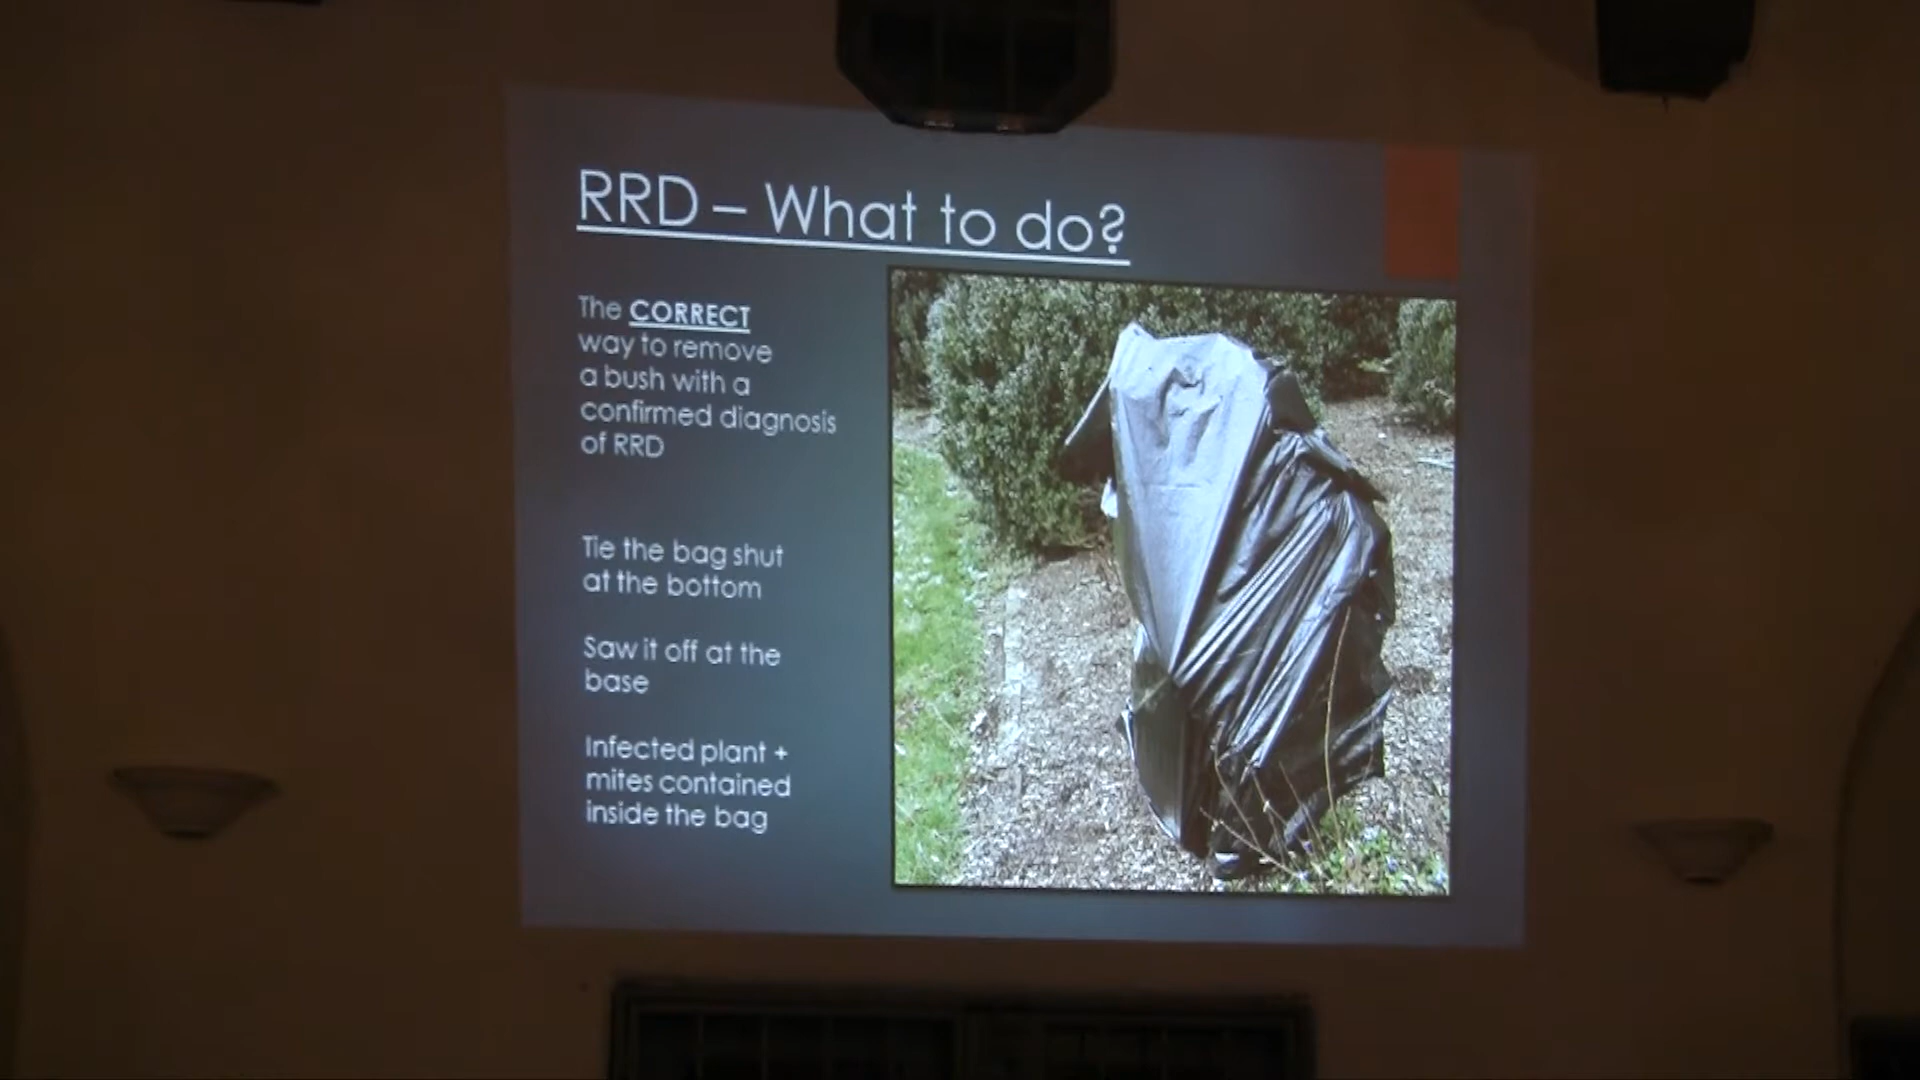 RRD – What to do?
The CORRECT
way to remove
a bush with a
confirmed diagnosis
of RRD
Tie the bag shut
at the bottom
Saw it off at the
base
Infected plant +
mites contained
inside the bag